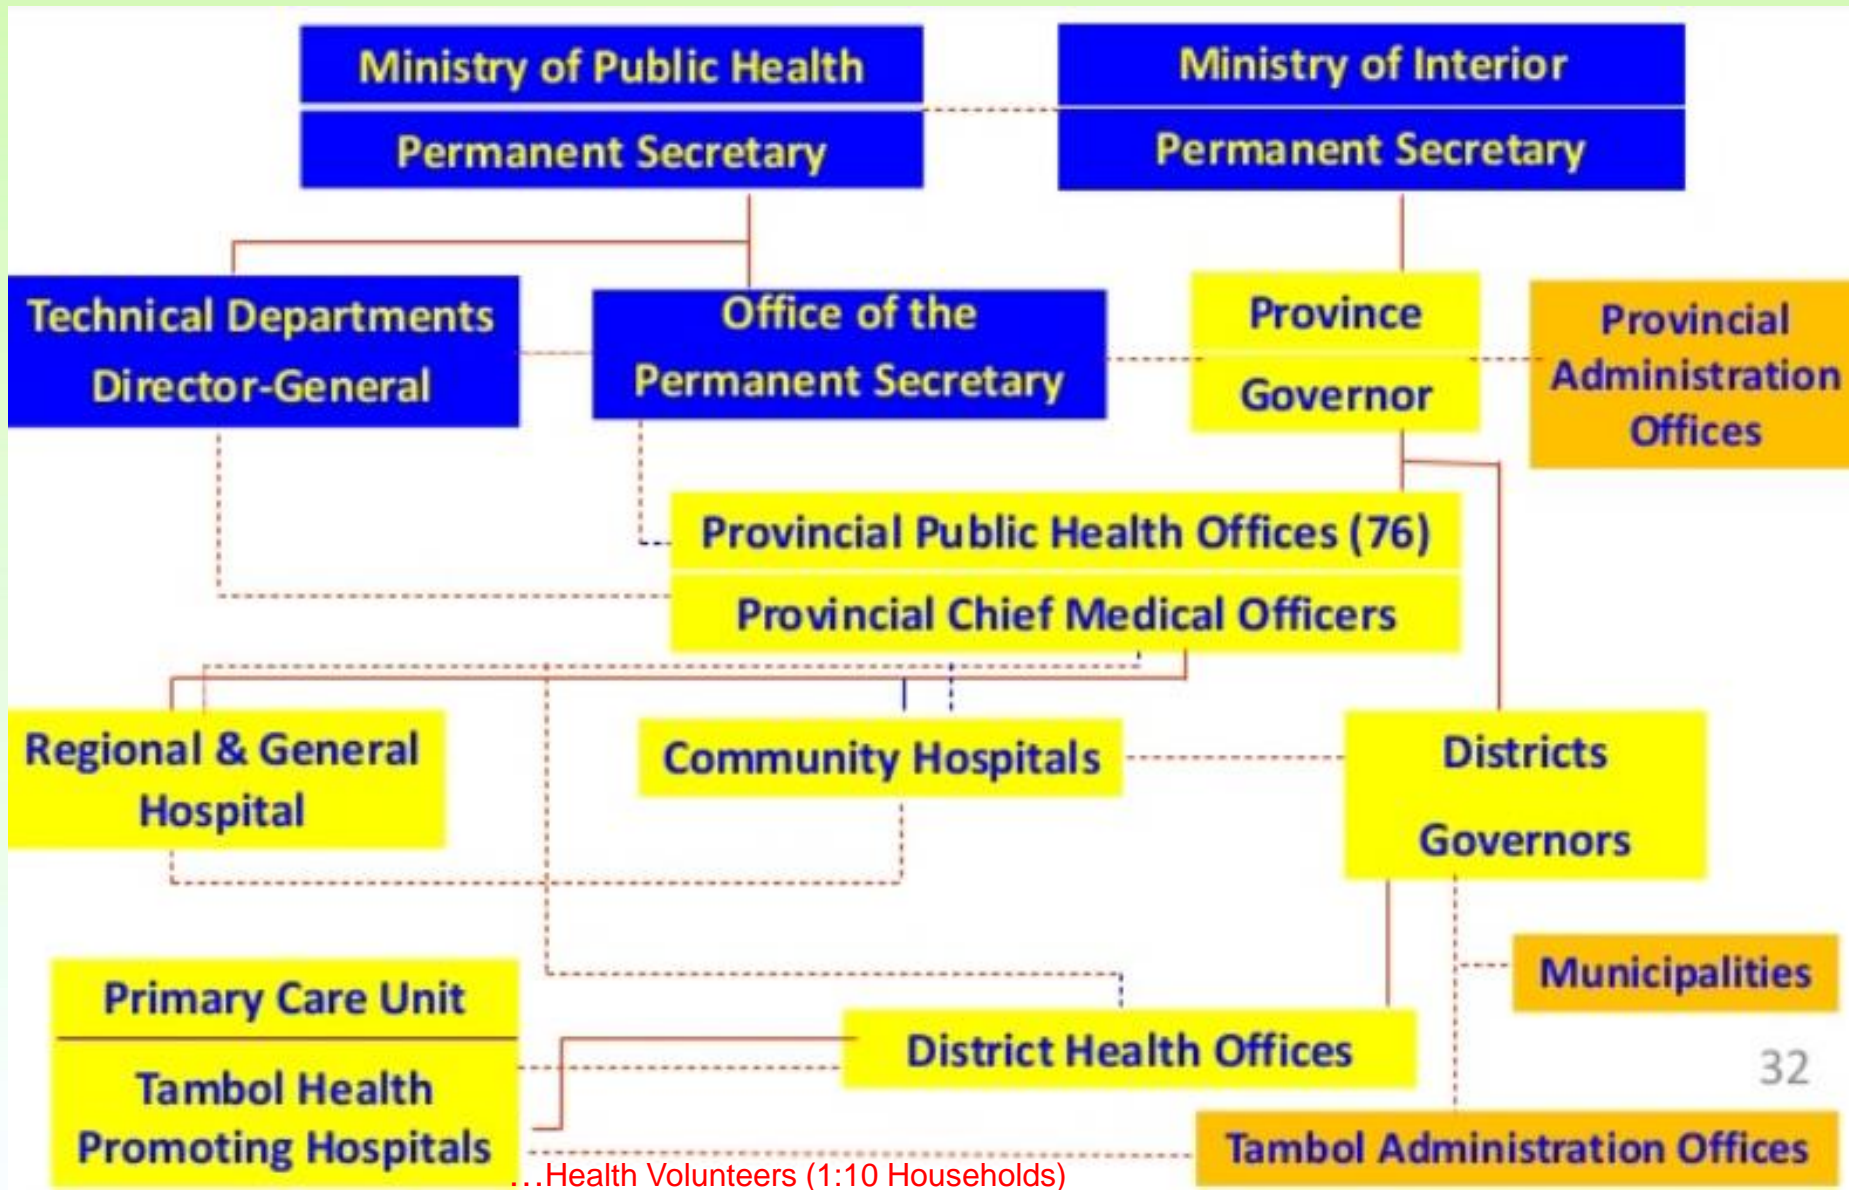 Ministry of Public Health
Permanent Secretary
Ministry of Interior
Permanent Secretary
Technical Departments
Director-General
Office of the
Permanent Secretary
Province
Governor
Provincial
Administration
Offices
Provincial Public Health Offices (76)
Provincial Chief Medical Officers
Regional & General
Hospital
Community Hospitals
Districts
Governors
Municipalities
Primary Care Unit
Tambol Health
Promoting Hospitals
District Health Offices
32
Tambol Administration Offices
...Health Volunteers (1:10 Households)